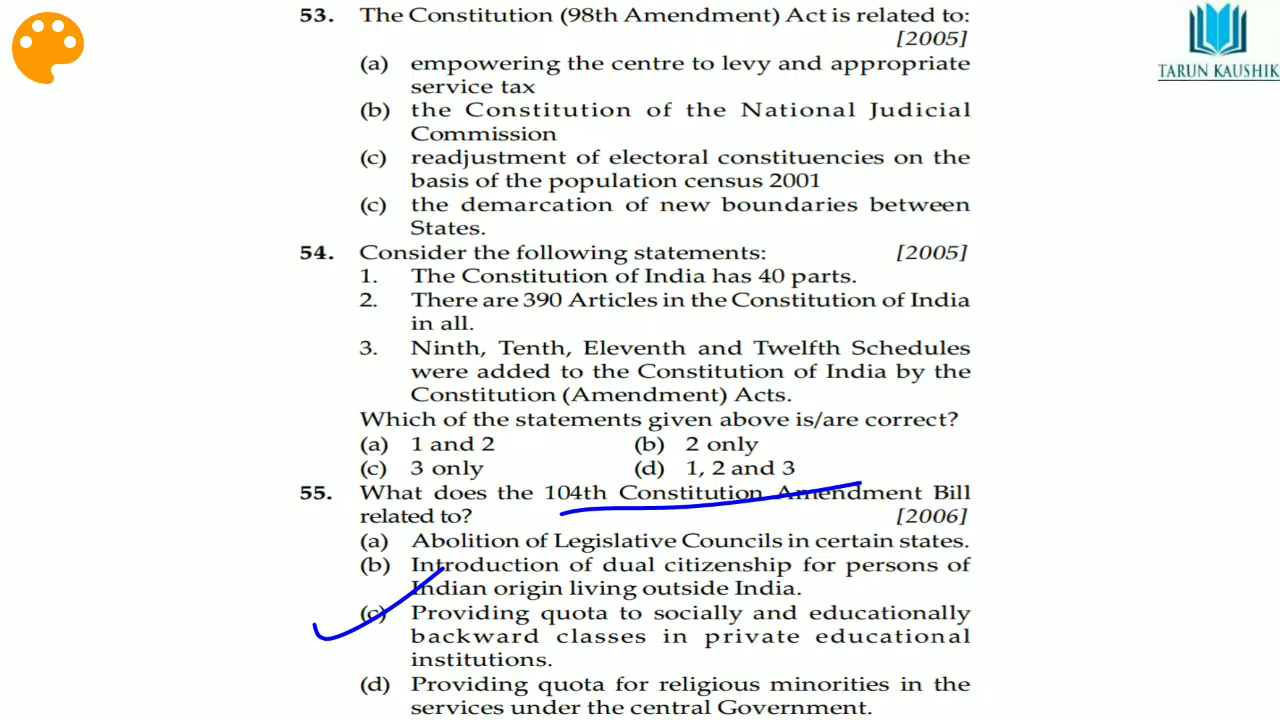 53. The Constitution (98th Amendment) Act is related to:
[2005]
(a) empowering the centre to levy and appropriate
service tax
(b) the Constitution of the National Judicial
Commission
(c) readjustment of electoral constituencies on the
basis of the population census 2001
(c) the demarcation of new boundaries between
States.
54. Consider the following statements: [2005]
1. The Constitution of India has 40 parts.
2. There are 390 Articles in the Constitution of India
in all.
3. Ninth, Tenth, Eleventh and Twelfth Schedules
were added to the Constitution of India by the
Constitution (Amendment) Acts.
Which of the statements given above is/are correct?
(a) 1 and 2 (b) 2 only
(c) 3 only (d) 1, 2 and 3
55. What does the 104th Constitution Amendment Bill
related to? [2006]
(a) Abolition of Legislative Councils in certain states.
(b) Introduction of dual citizenship for persons of
Indian origin living outside India.
(c) Providing quota to socially and educationally
backward classes in private educational
institutions.
(d) Providing quota for religious minorities in the
services under the central Government.
TARUN KAUSHIK